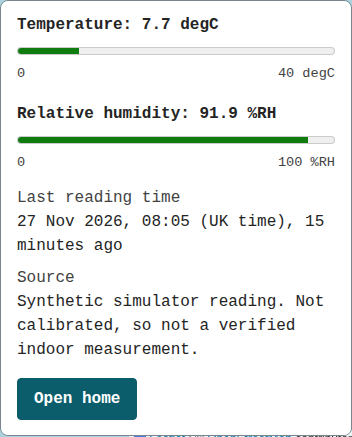 Temperature: 7.7 degC
0 40 degC
Relative humidity: 91.9 %RH
0 100 %RH
Last reading time
27 Nov 2026, 08:05 (UK time), 15
minutes ago
Source
Synthetic simulator reading. Not
calibrated, so not a verified
indoor measurement.
Open home